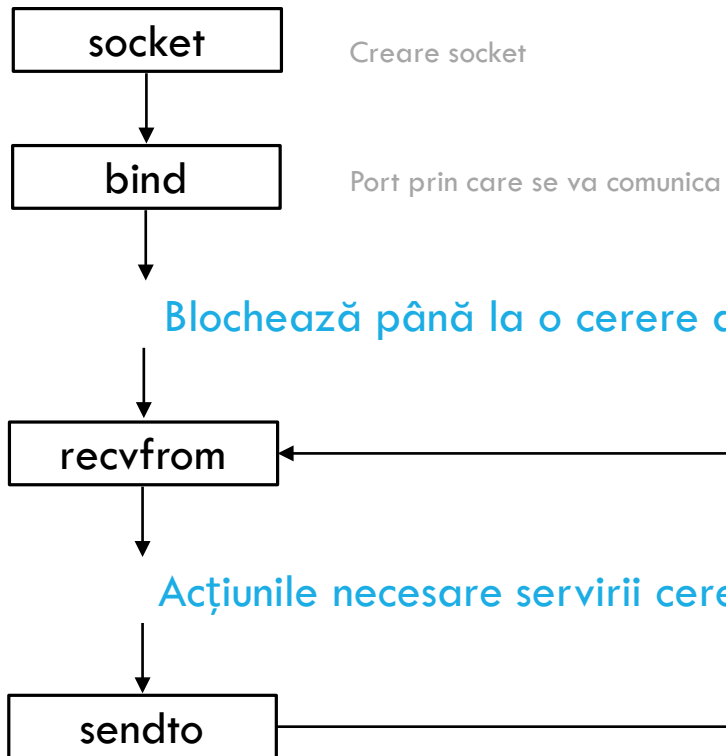 socket
Creare socket
bind
Port prin care se va comunica
Blochează până la o cerere
recvfrom
Acțiunile necesare servirii
sendto